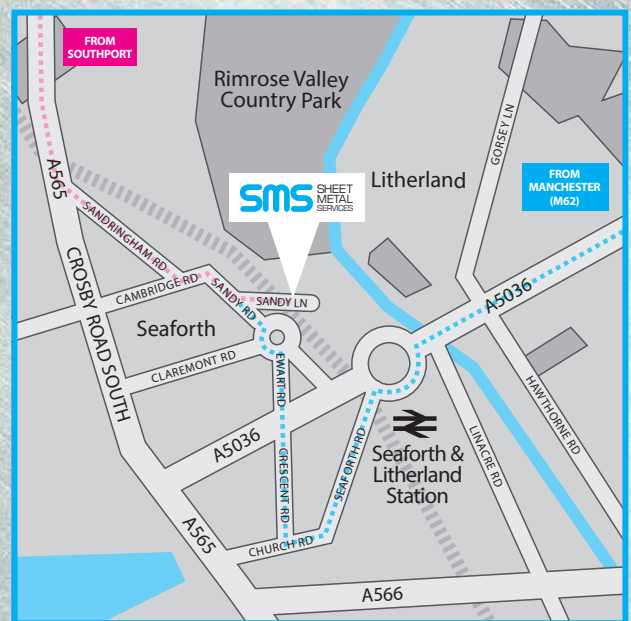 FROM
SOUTHPORT
Rimrose Valley
Country Park
GORSEY LN
A565
SMS SHEET
METAL
SERVICES
Litherland
FROM
MANCHESTER
(M62)
SANDRINGHAM RD
CAMBRIDGE RD
SANDY RD
SANDY LN
A5036
CROSBY ROAD SOUTH
Seaforth
CLAREMONT RD
EWART RD
HAWTHORNE RD
A5036
CRESCENT RD
SEAFORTH RD
Seaforth &
Litherland
Station
LINACRE RD
A565
CHURCH RD
A566